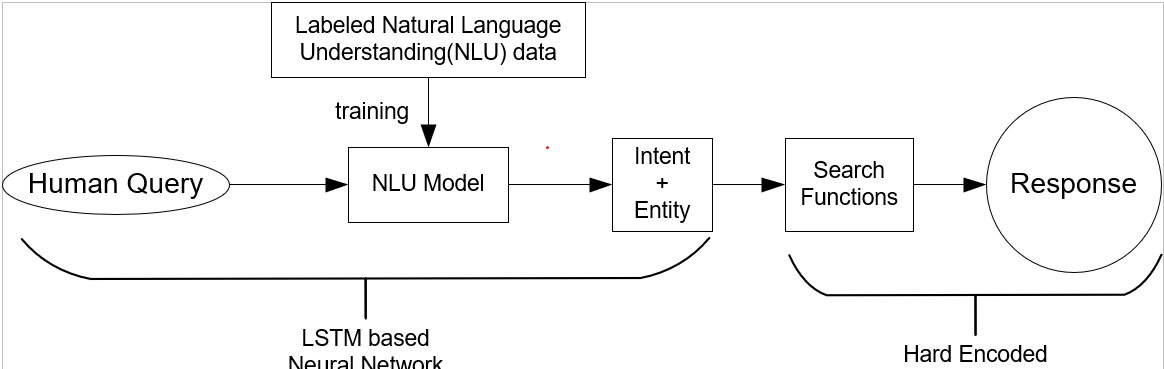 Labeled Natural Language
Understanding(NLU) data
training
Human Query
NLU Model
Intent
+
Entity
Search
Functions
Response
LSTM based
Neural Network
Hard Encoded